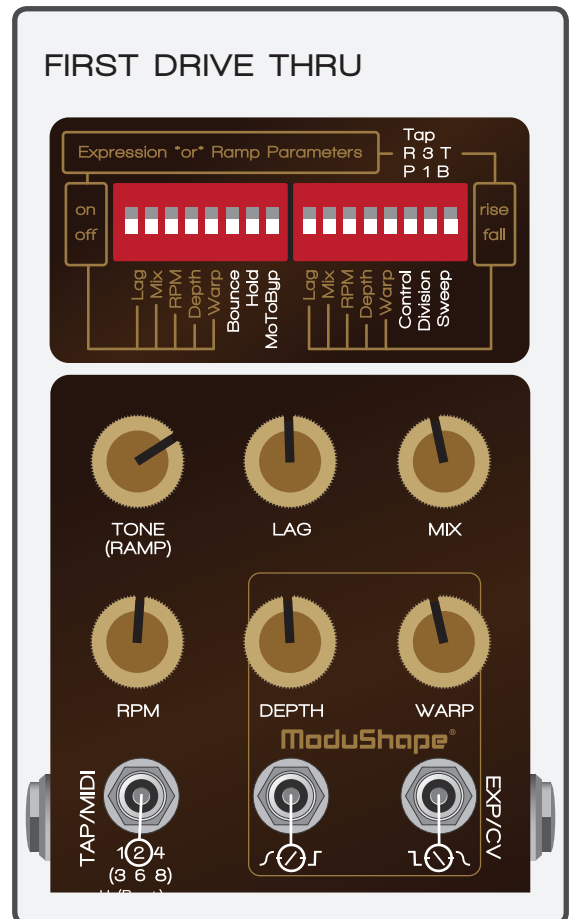 FIRST DRIVE THRU
Expression "or" Ramp Parameters
Tap
R 3 T
P 1 B
on
off
rise
fall
Lag
Mix
RPM
Depth
Warp
Bounce
Hold
MoToByp
Lag
Mix
RPM
Depth
Warp
Control
Division
Sweep
TONE
(RAMP)
LAG
MIX
RPM
DEPTH
WARP
ModuShape®
TAP/MIDI
EXP/CV
1 2 4
(3 6 8)